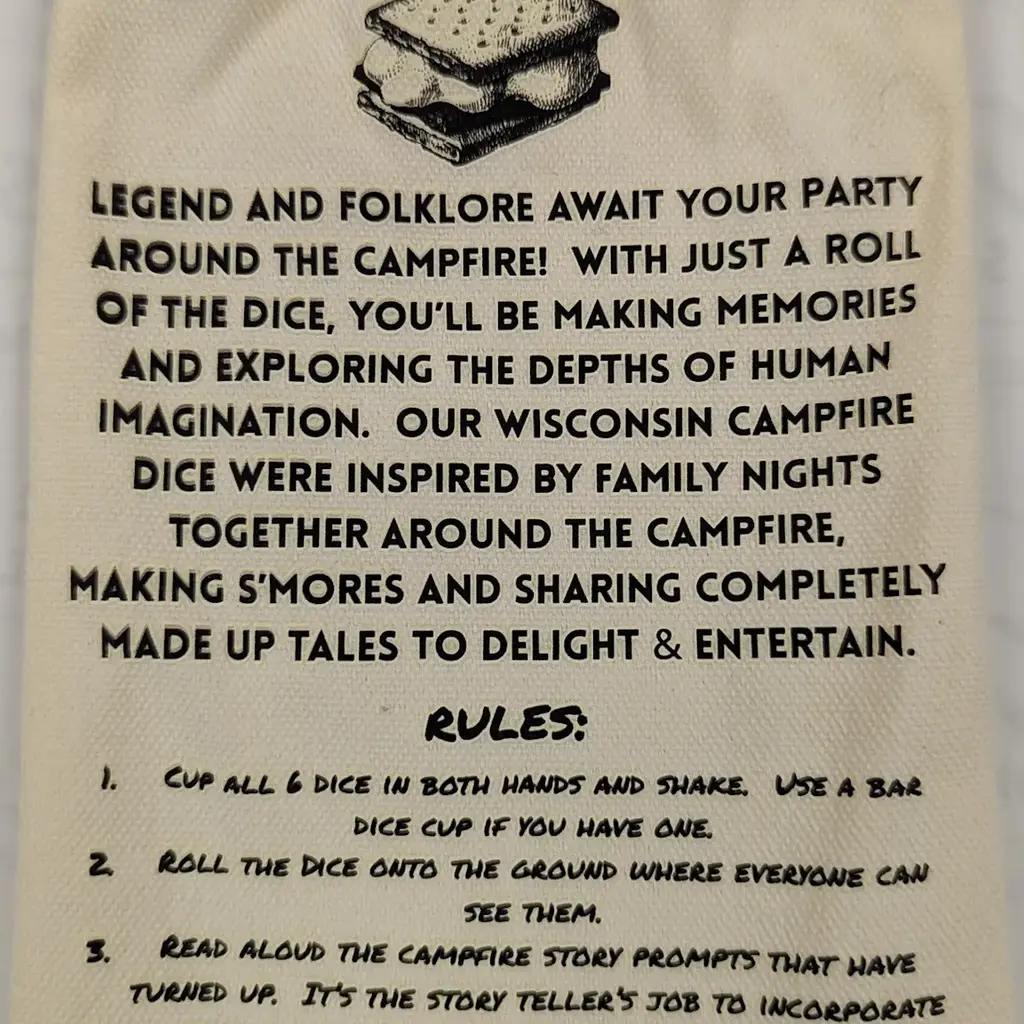 LEGEND AND FOLKLORE AWAIT YOUR PARTY
AROUND THE CAMPFIRE! WITH JUST A ROLL
OF THE DICE, YOU'LL BE MAKING MEMORIES
AND EXPLORING THE DEPTHS OF HUMAN
IMAGINATION. OUR WISCONSIN CAMPFIRE
DICE WERE INSPIRED BY FAMILY NIGHTS
TOGETHER AROUND THE CAMPFIRE,
MAKING S'MORES AND SHARING COMPLETELY
MADE UP TALES TO DELIGHT & ENTERTAIN.
RULES:
1. CUP ALL 6 DICE IN BOTH HANDS AND SHAKE. USE A BAR
DICE CUP IF YOU HAVE ONE.
2. ROLL THE DICE ONTO THE GROUND WHERE EVERYONE CAN
SEE THEM.
3. READ ALOUD THE CAMPFIRE STORY PROMPTS THAT HAVE
TURNED UP. IT'S THE STORY TELLER'S JOB TO INCORPORATE